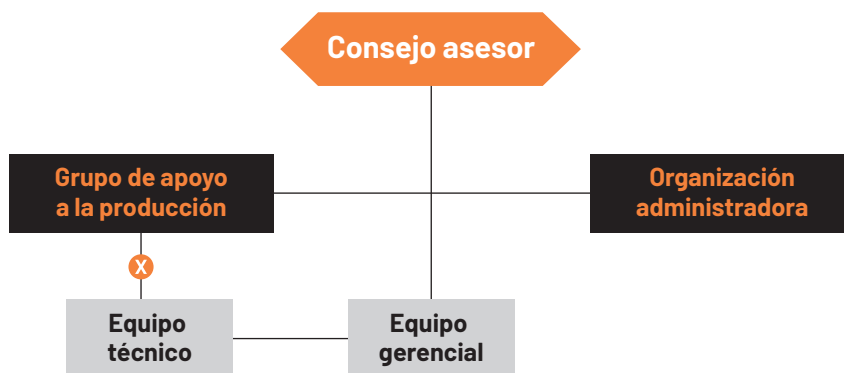 Consejo asesor
Grupo de apoyo
a la producción
Organización
administradora
X
Equipo
técnico
Equipo
gerencial